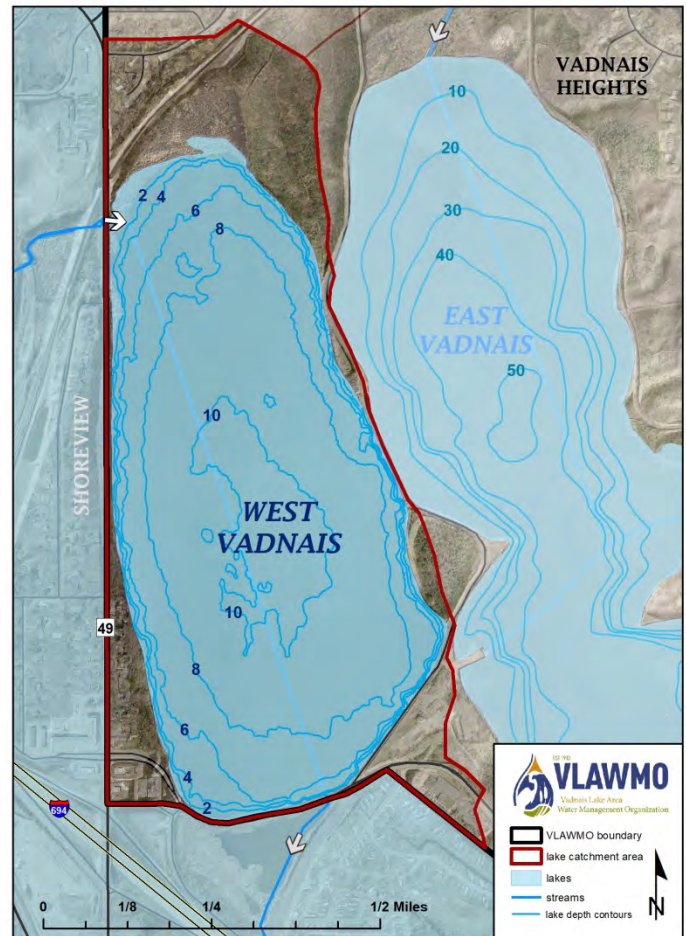 VADNAIS
HEIGHTS
10
20
30
40
50
EAST
VADNAIS
2 4
6
8
10
WEST
VADNAIS
10
8
6
4
2
SHOREVIEW
49
694
0 1/8 1/4 1/2 Miles
VLAWMO
Vadnais Lake Area
Water Management Organization
VLAWMO boundary
lake catchment area
lakes
streams
lake depth contours
N